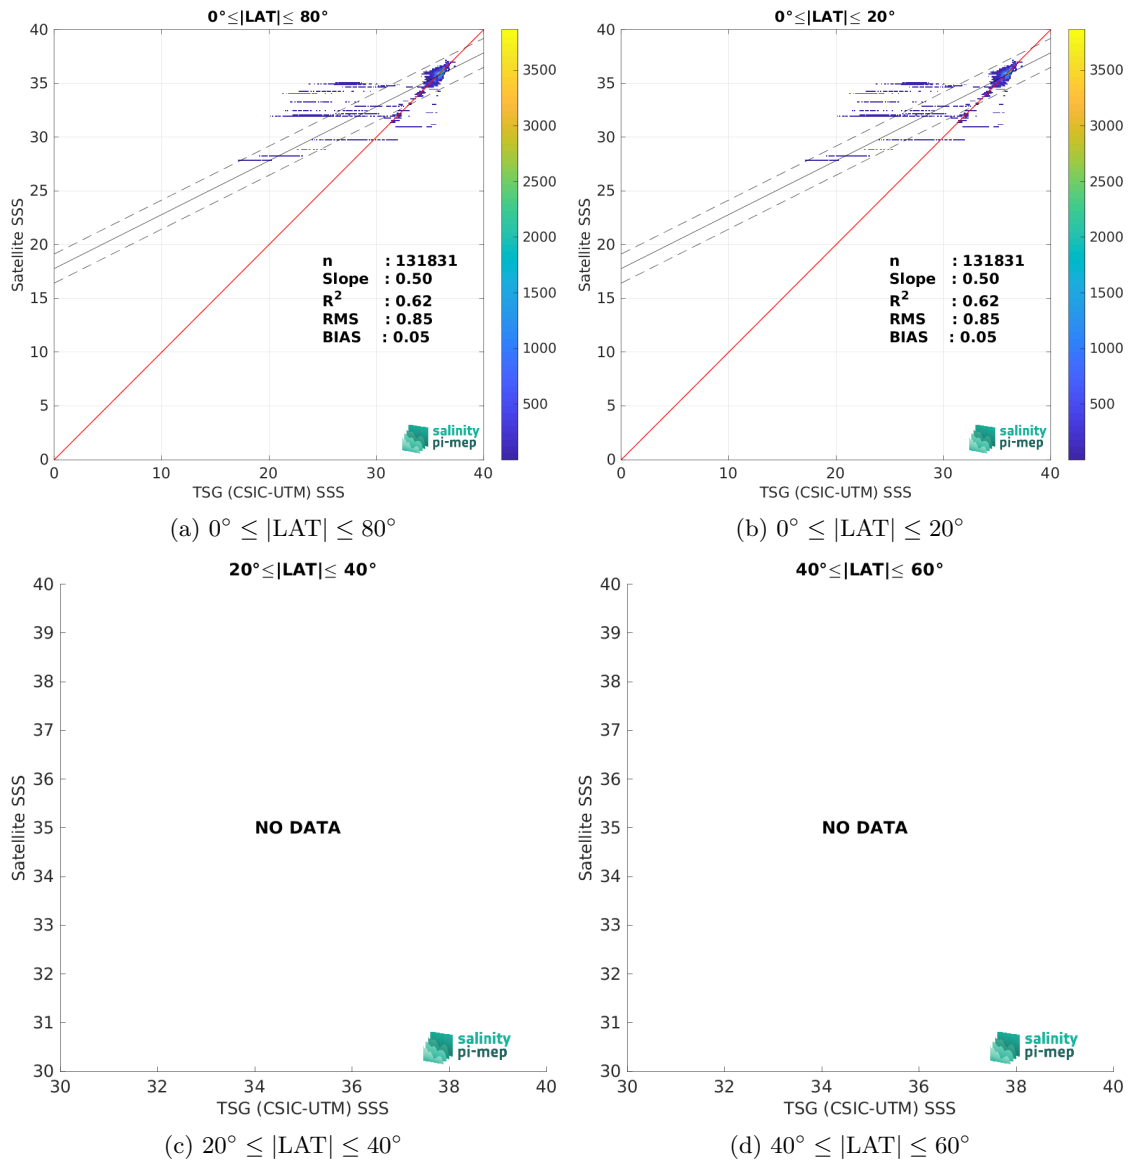 0°≤|LAT|≤ 80°
40
35
30
25
20
15
10
5
0
0
10
20
30
40
Satellite SSS
TSG (CSIC-UTM) SSS
n : 131831
Slope : 0.50
R² : 0.62
RMS : 0.85
BIAS : 0.05
salinity
pi-mep
3500
3000
2500
2000
1500
1000
500
(a) 0° ≤ |LAT| ≤ 80°
0°≤|LAT|≤ 20°
40
35
30
25
20
15
10
5
0
0
10
20
30
40
Satellite SSS
TSG (CSIC-UTM) SSS
n : 131831
Slope : 0.50
R² : 0.62
RMS : 0.85
BIAS : 0.05
salinity
pi-mep
3500
3000
2500
2000
1500
1000
500
(b) 0° ≤ |LAT| ≤ 20°
20°≤|LAT|≤ 40°
40
39
38
37
36
35
34
33
32
31
30
30
32
34
36
38
40
Satellite SSS
TSG (CSIC-UTM) SSS
NO DATA
salinity
pi-mep
(c) 20° ≤ |LAT| ≤ 40°
40°≤|LAT|≤ 60°
40
39
38
37
36
35
34
33
32
31
30
30
32
34
36
38
40
Satellite SSS
TSG (CSIC-UTM) SSS
NO DATA
salinity
pi-mep
(d) 40° ≤ |LAT| ≤ 60°